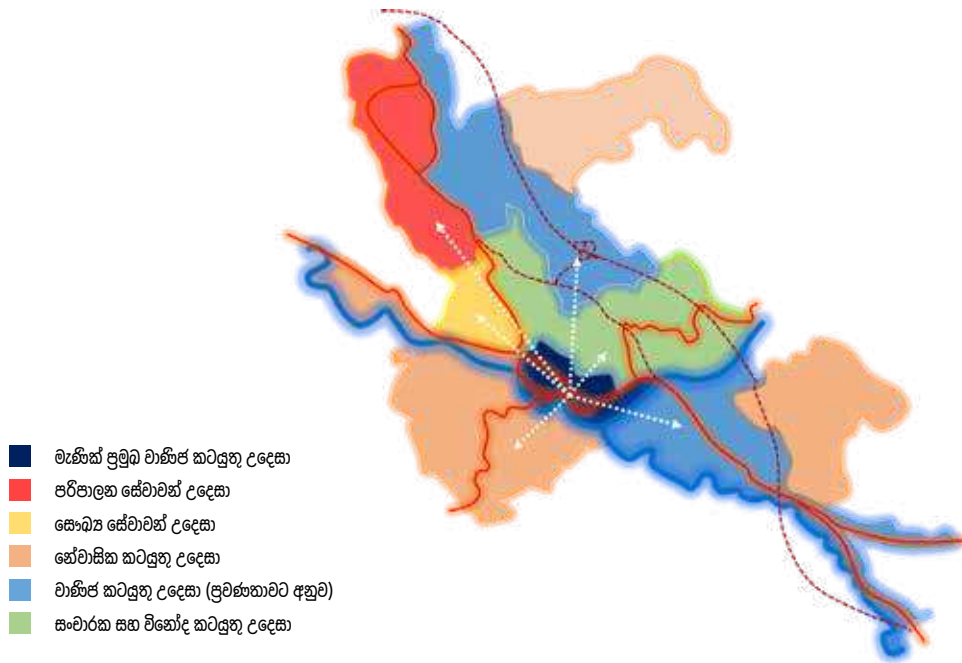 මැණික් ප්‍රමුඛ වාණිජ කටයුතු උදෙසා
පරිපාලන සේවාවන් උදෙසා
සෞඛ්‍ය සේවාවන් උදෙසා
නේවාසික කටයුතු උදෙසා
වාණිජ කටයුතු උදෙසා (ප්‍රවණතාවට අනුව)
සංචාරක සහ විනෝද කටයුතු උදෙසා